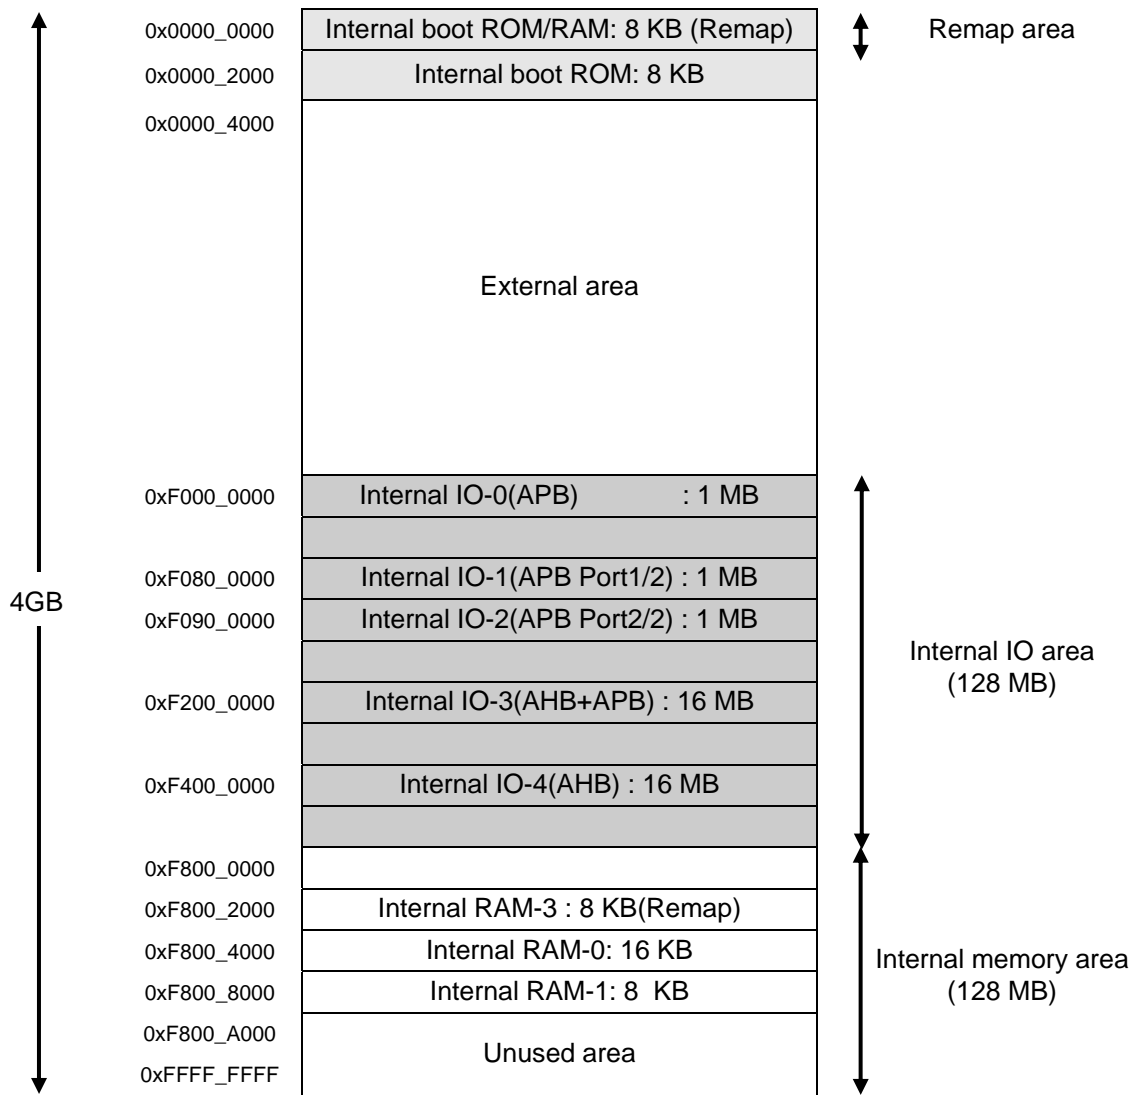 0x0000_0000 Internal boot ROM/RAM: 8 KB (Remap) Remap area
0x0000_2000 Internal boot ROM: 8 KB
0x0000_4000
External area
0xF000_0000 Internal IO-0(APB) : 1 MB
0xF080_0000 Internal IO-1(APB Port1/2) : 1 MB
4GB
0xF090_0000 Internal IO-2(APB Port2/2) : 1 MB
Internal IO area
(128 MB)
0xF200_0000 Internal IO-3(AHB+APB) : 16 MB
0xF400_0000 Internal IO-4(AHB) : 16 MB
0xF800_0000
0xF800_2000 Internal RAM-3 : 8 KB(Remap)
0xF800_4000 Internal RAM-0: 16 KB
Internal memory area
(128 MB)
0xF800_8000 Internal RAM-1: 8 KB
0xF800_A000
Unused area
0xFFFF_FFFF